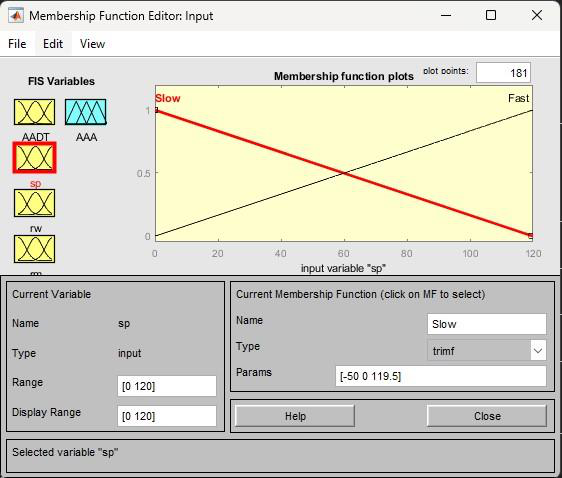 Membership Function Editor: Input
File Edit View
FIS Variables
AADT
AAA
sp
rw
Membership function plots
plot points:
181
Slow
Fast
1
0.5
0
0 20 40 60 80 100 120
input variable "sp"
Current Variable
Name sp
Type input
Range [0 120]
Display Range [0 120]
Current Membership Function (click on MF to select)
Name Slow
Type trimf
Params [-50 0 119.5]
Help Close
Selected variable "sp"